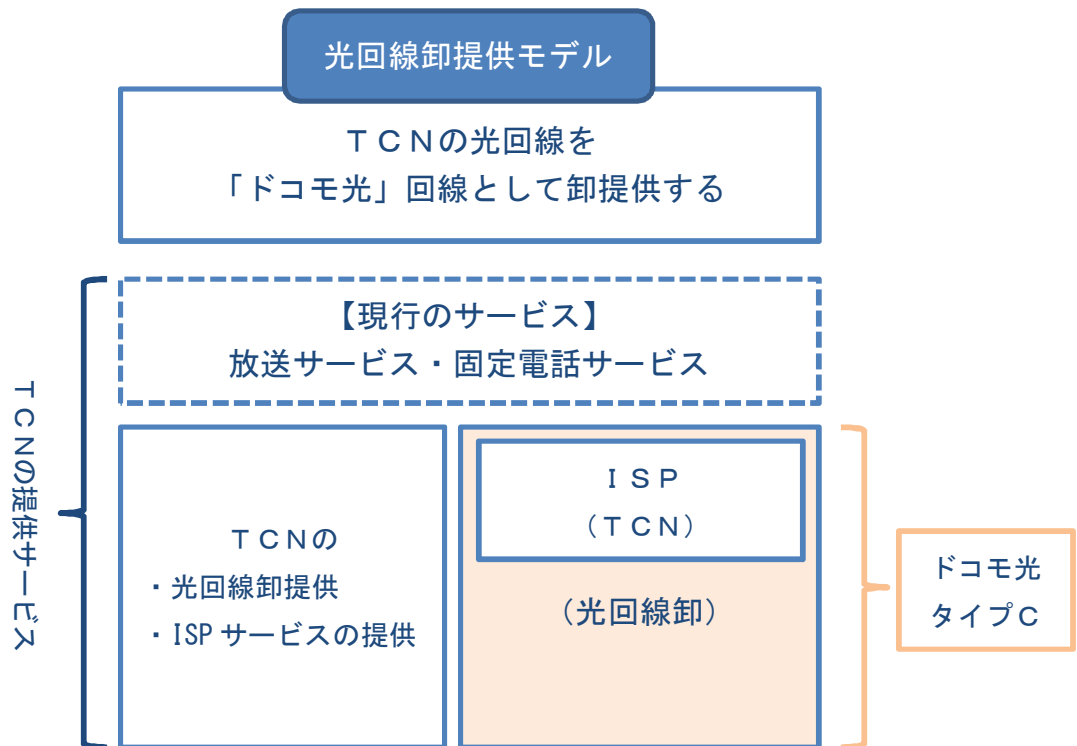 光回線卸提供モデル
TCNの光回線を
「ドコモ光」回線として卸提供する
TCNの提供サービス
【現行のサービス】
放送サービス・固定電話サービス
TCNの
・光回線卸提供
・ISPサービスの提供
ISP
(TCN)
(光回線卸)
ドコモ光
タイプC